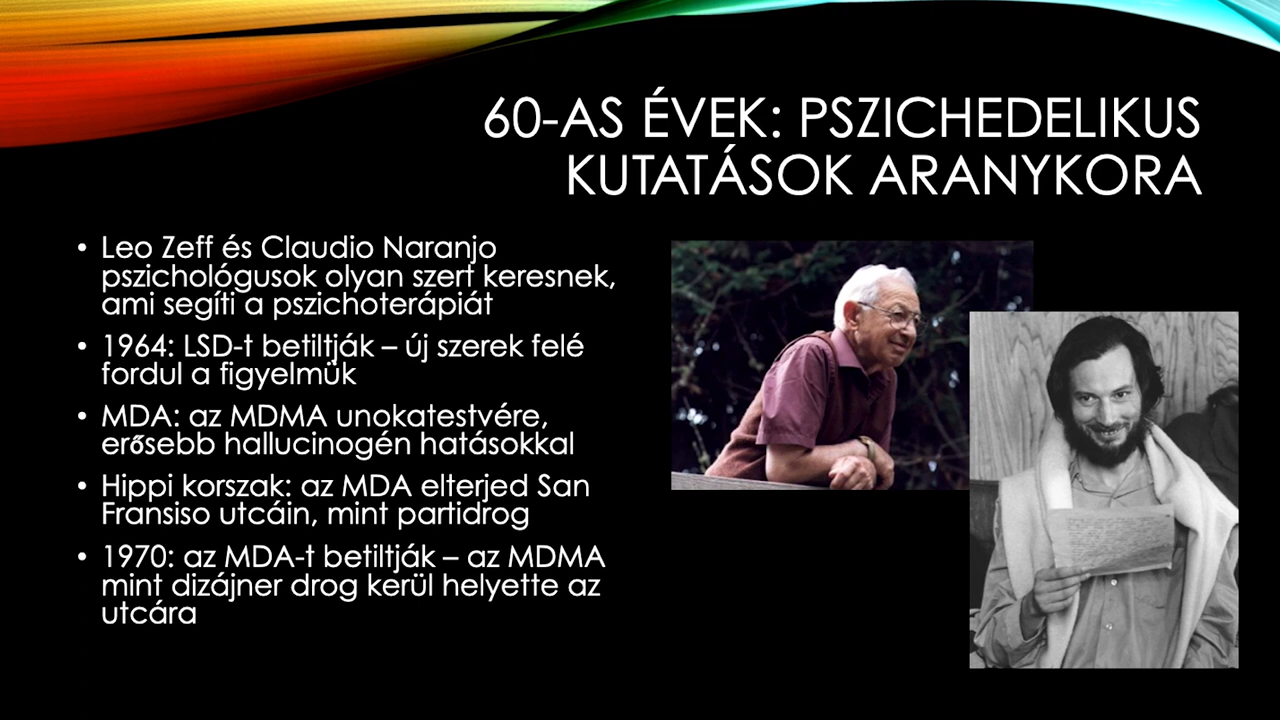 60-AS ÉVEK: PSZICHEDELIKUS
KUTATÁSOK ARANYKORA
• Leo Zeff és Claudio Naranjo
pszichológusok olyan szert keresnek,
ami segíti a pszichoterápiát
• 1964: LSD-t betiltják – új szerek felé
fordul a figyelmük
• MDA: az MDMA unokatestvére,
erősebb hallucinogén hatásokkal
• Hippi korszak: az MDA elterjed San
Fransiso utcáin, mint partidrog
• 1970: az MDA-t betiltják – az MDMA
mint dizájner drog kerül helyette az
utcára